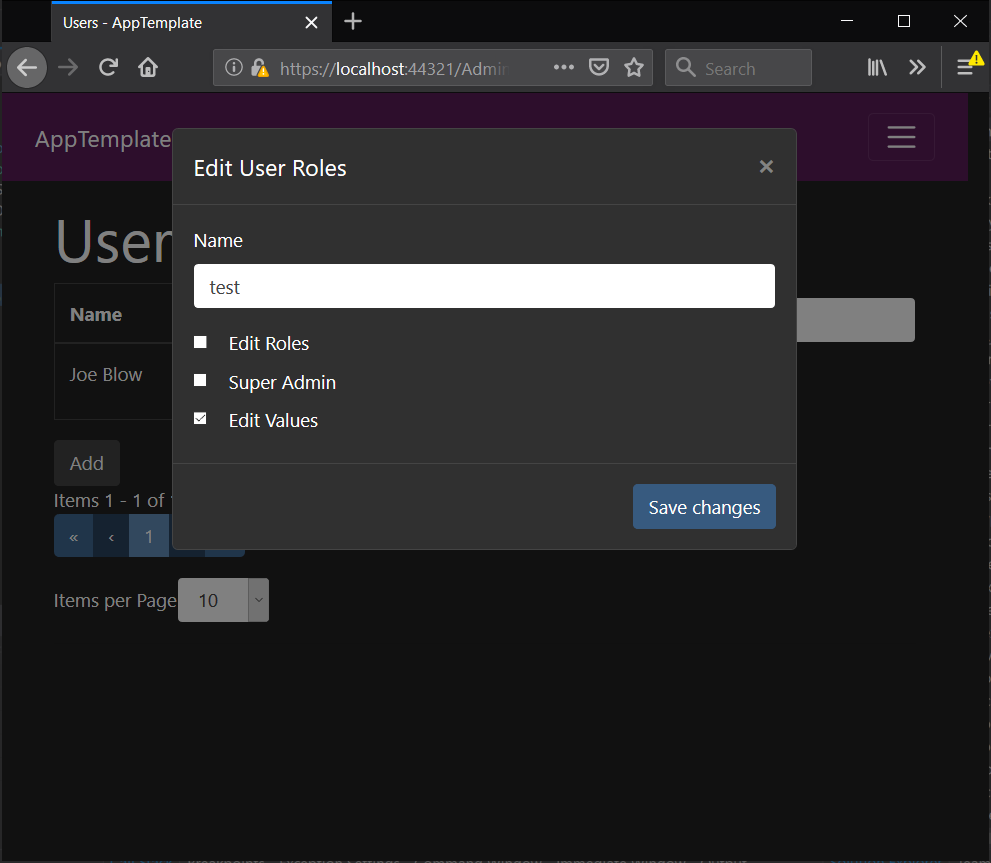 Users - AppTemplate
https://localhost:44321/Admin
Search
AppTemplate
Edit User Roles
Name
test
Edit Roles
Super Admin
Edit Values
Save changes
User
Name
Joe Blow
Add
Items 1 - 1 of
« ‹ 1
Items per Page 10